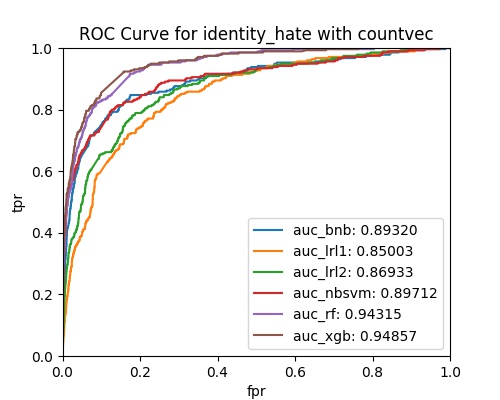 ROC Curve for identity_hate with countvec
1.0
0.8
0.6
0.4
0.2
0.0
tpr
auc_bnb: 0.89320
auc_lrl1: 0.85003
auc_lrl2: 0.86933
auc_nbsvm: 0.89712
auc_rf: 0.94315
auc_xgb: 0.94857
0.0 0.2 0.4 0.6 0.8 1.0
fpr